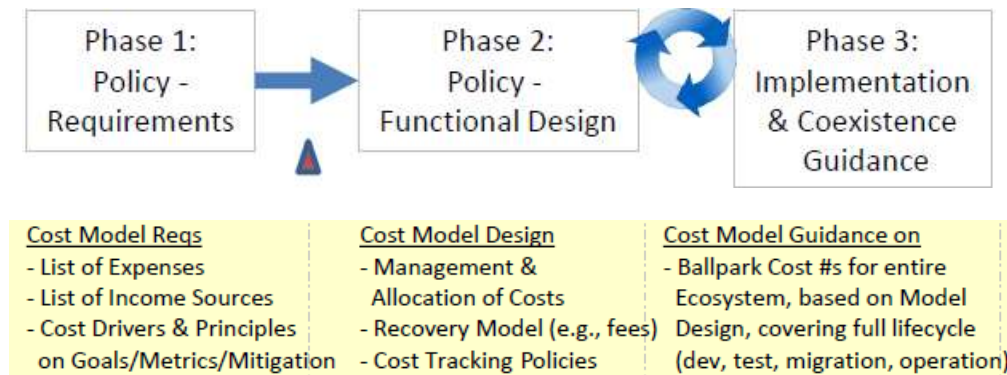 Phase 1:
Policy -
Requirements
Phase 2:
Policy -
Functional Design
Phase 3:
Implementation
& Coexistence
Guidance
Cost Model Reqs
- List of Expenses
- List of Income Sources
- Cost Drivers & Principles
on Goals/Metrics/Mitigation
Cost Model Design
- Management &
Allocation of Costs
- Recovery Model (e.g., fees)
- Cost Tracking Policies
Cost Model Guidance on
- Ballpark Cost #s for entire
Ecosystem, based on Model
Design, covering full lifecycle
(dev, test, migration, operation)